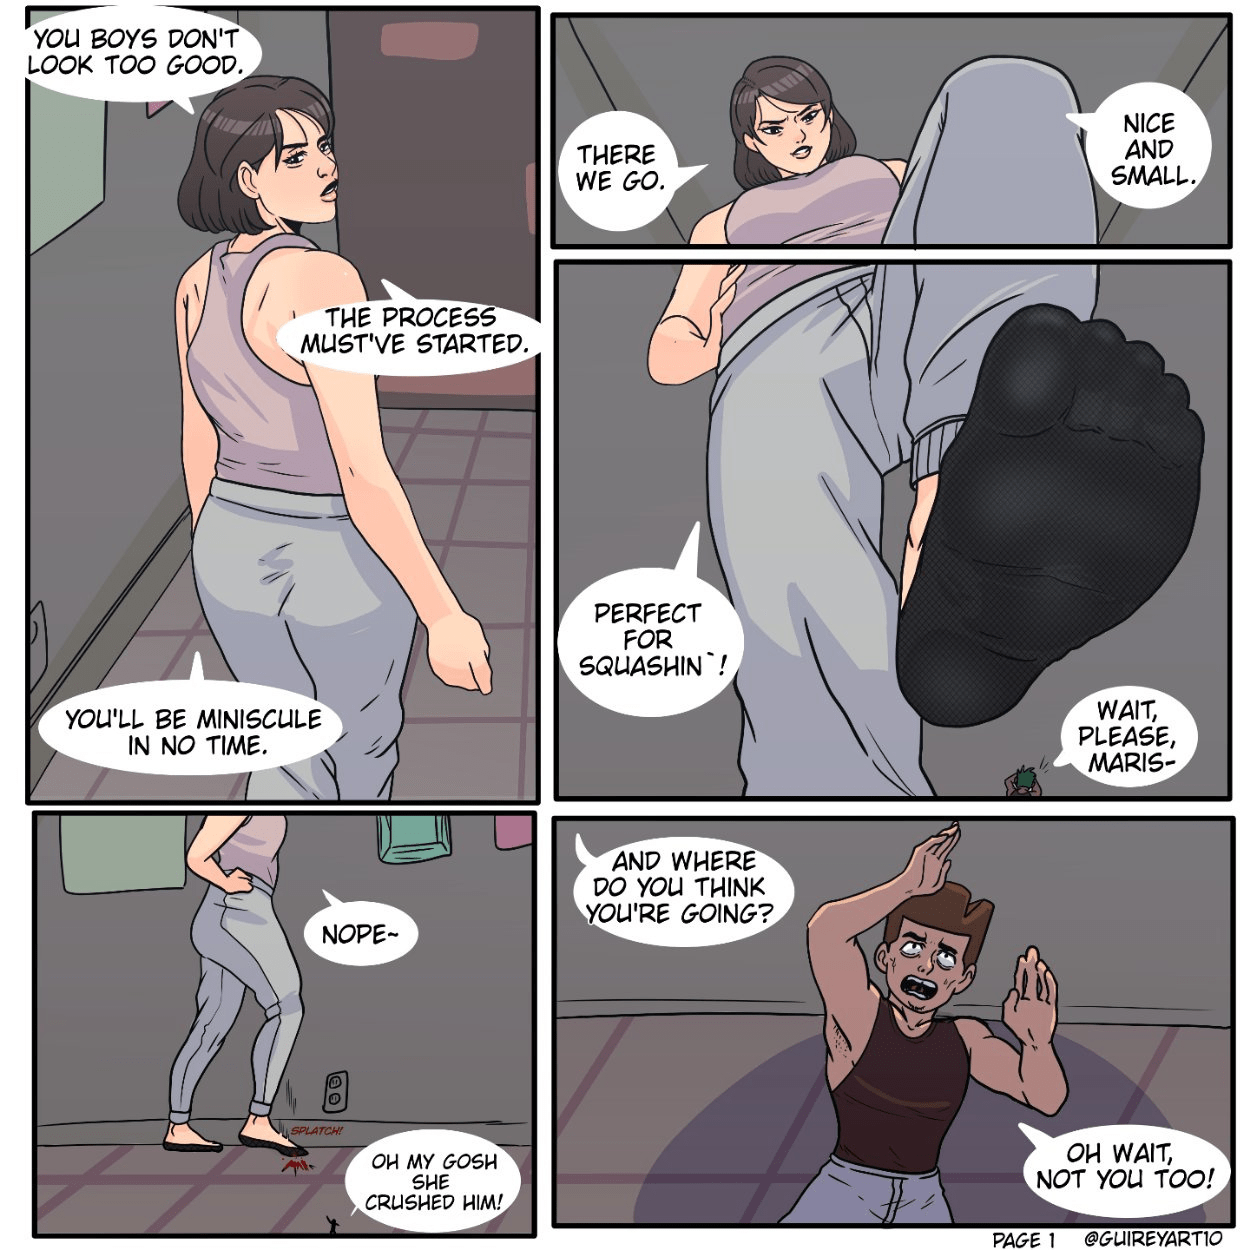 YOU BOYS DON'T
LOOK TOO GOOD.
THE PROCESS
MUST'VE STARTED.
YOU'LL BE MINISCULE
IN NO TIME.
THERE
WE GO.
NICE
AND
SMALL.
PERFECT
FOR
SQUASHIN`!
WAIT,
PLEASE,
MARIS-
NOPE~
SPLATCH!
OH MY GOSH
SHE
CRUSHED HIM!
AND WHERE
DO YOU THINK
YOU'RE GOING?
OH WAIT,
NOT YOU TOO!
PAGE 1 @GUIREYART10